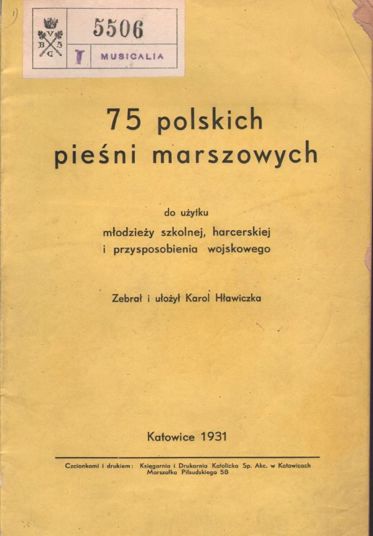 1)
5506
V
B S
C
T MUSICALIA
75 polskich
pieśni marszowych
do użytku
młodzieży szkolnej, harcerskiej
i przysposobienia wojskowego
Zebrał i ułożył Karol Hławiczka
Katowice 1931
Czcionkami i drukiem: Księgarnia i Drukarnia Katolicka Sp. Akc. w Katowicach
Marszałka Piłsudskiego 58